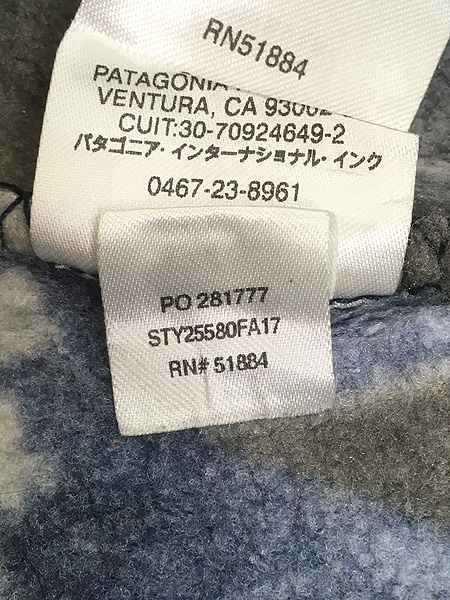 RN51884
PATAGONIA
VENTURA, CA 93002
CUIT:30-70924649-2
パタゴニア・インターナショナル・インク
0467-23-8961
PO 281777
STY25580FA17
RN# 51884